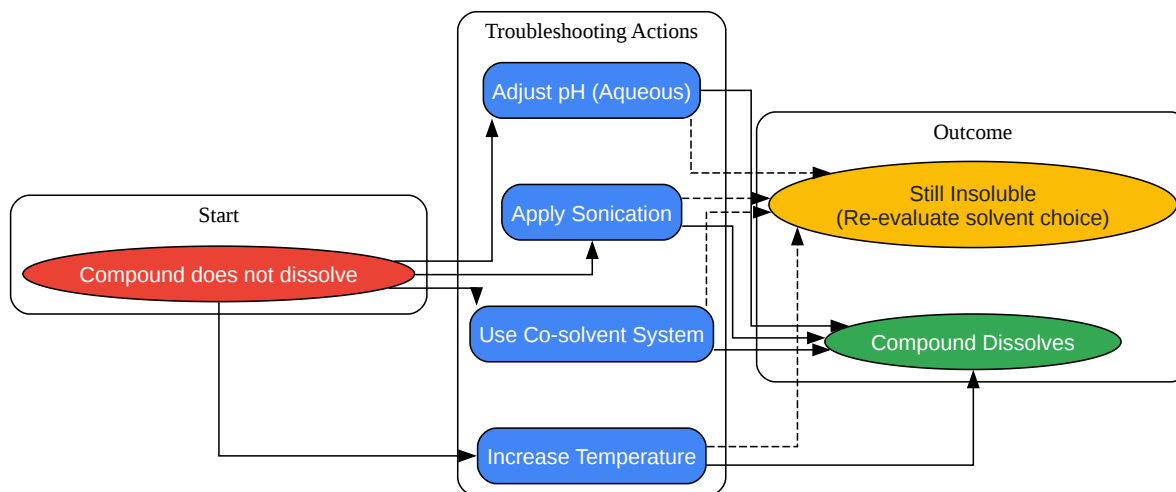 Start
Compound does not dissolve
Troubleshooting Actions
Adjust pH (Aqueous)
Apply Sonication
Use Co-solvent System
Increase Temperature
Outcome
Still Insoluble
(Re-evaluate solvent choice)
Compound Dissolves